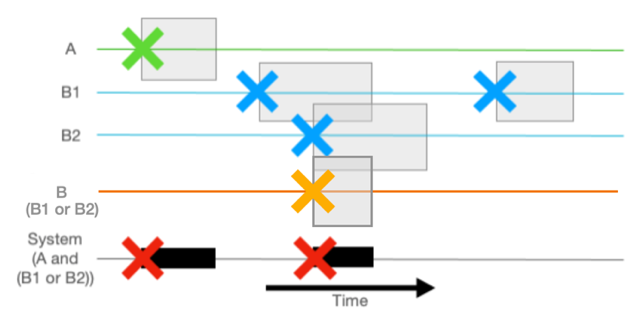 A
B1
B2
B
(B1 or B2)
System
(A and
(B1 or B2))
Time